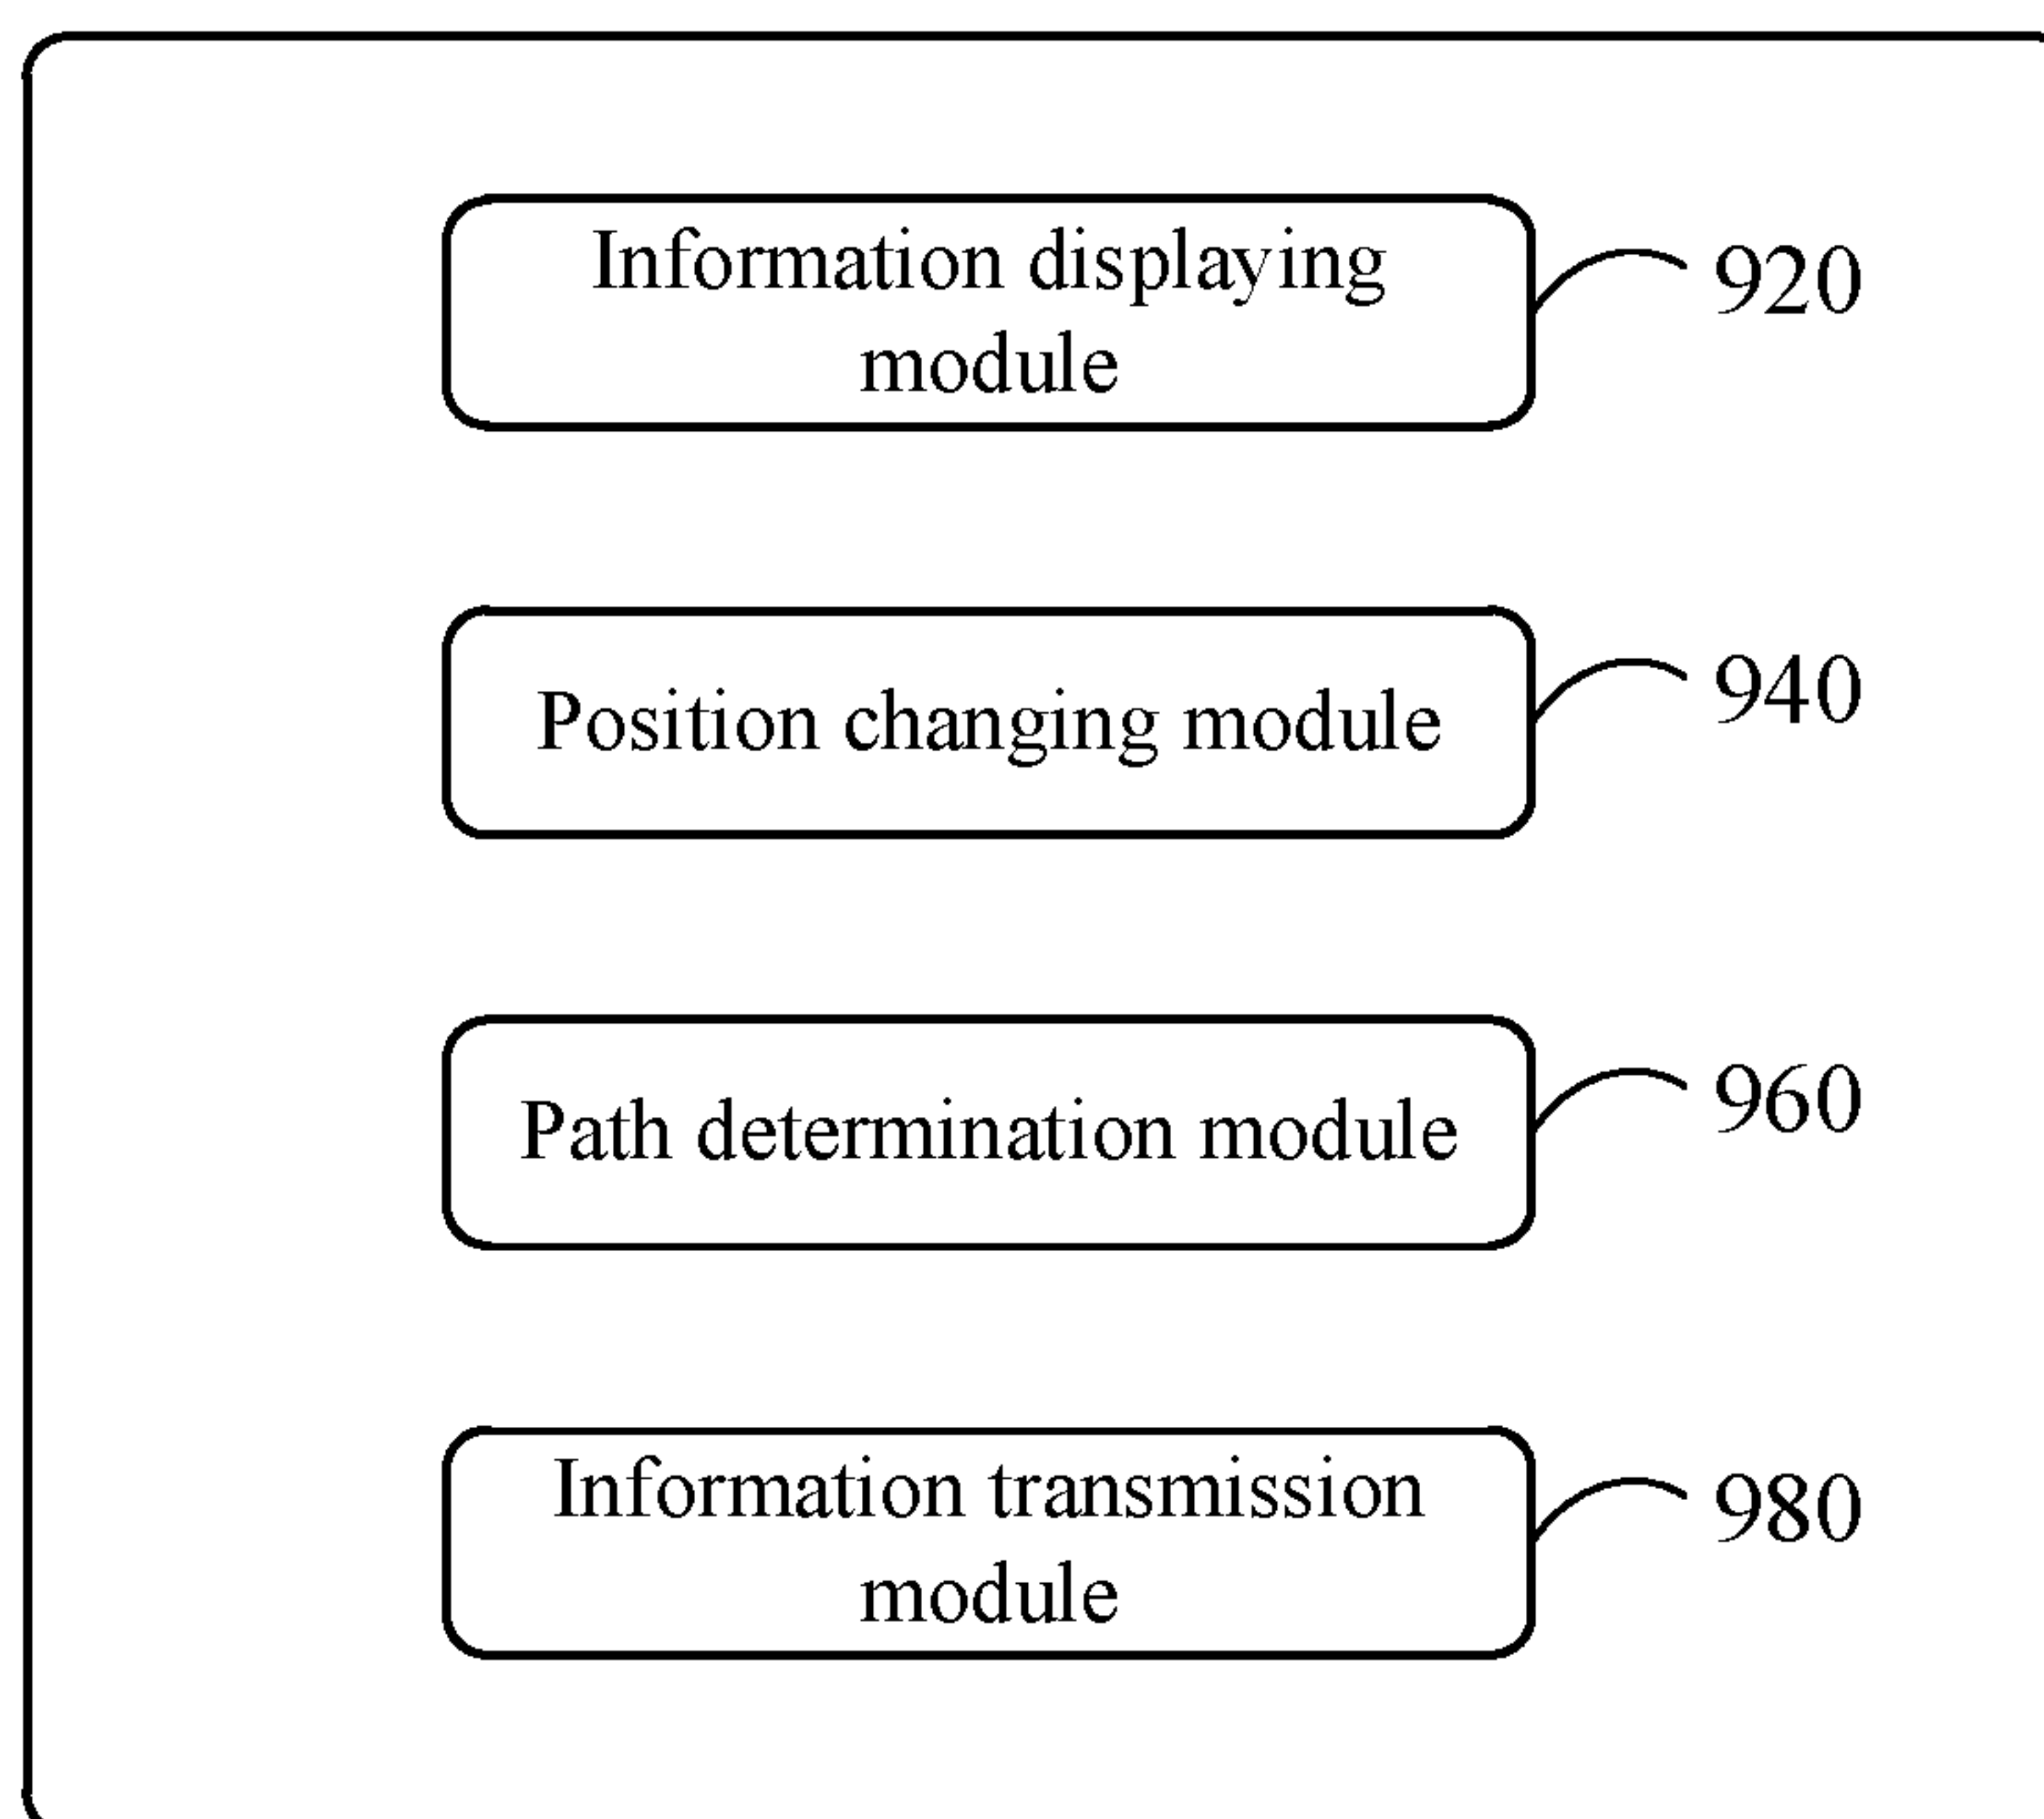 Information displaying
module
920
Position changing module
940
Path determination module
960
Information transmission
module
980